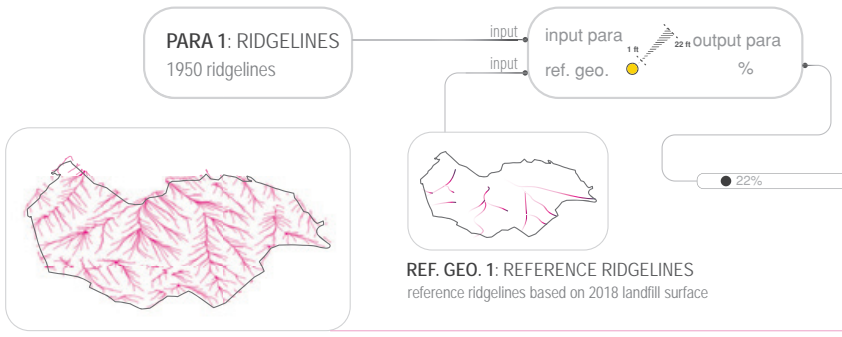 PARA 1: RIDGELINES
1950 ridgelines
input
input
input para
1 ft
22 ft
output para
ref. geo.
%
22%
REF. GEO. 1: REFERENCE RIDGELINES
reference ridgelines based on 2018 landfill surface